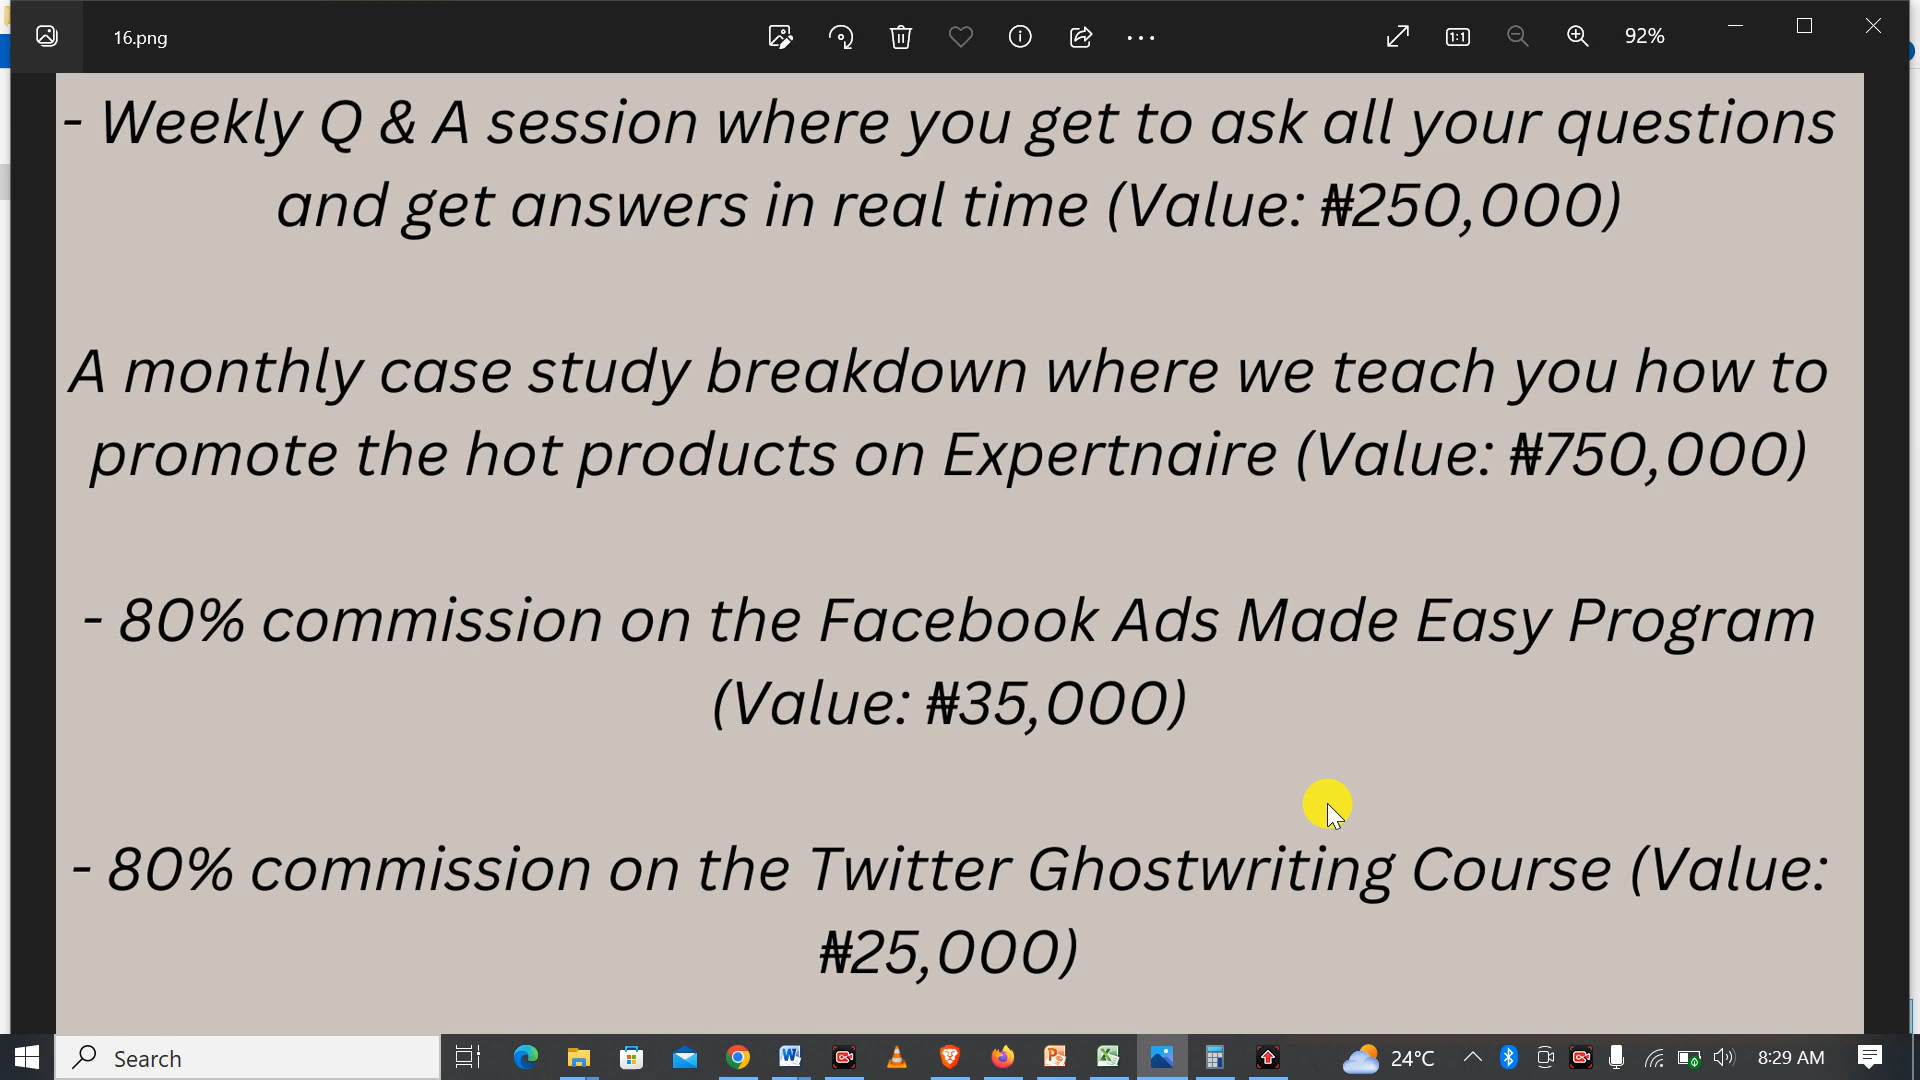 16.png
1:1
92%
- Weekly Q & A session where you get to ask all your questions
and get answers in real time (Value: ₦250,000)
A monthly case study breakdown where we teach you how to
promote the hot products on Expertnaire (Value: ₦750,000)
- 80% commission on the Facebook Ads Made Easy Program
(Value: ₦35,000)
- 80% commission on the Twitter Ghostwriting Course (Value:
₦25,000)
Search
24°C
8:29 AM